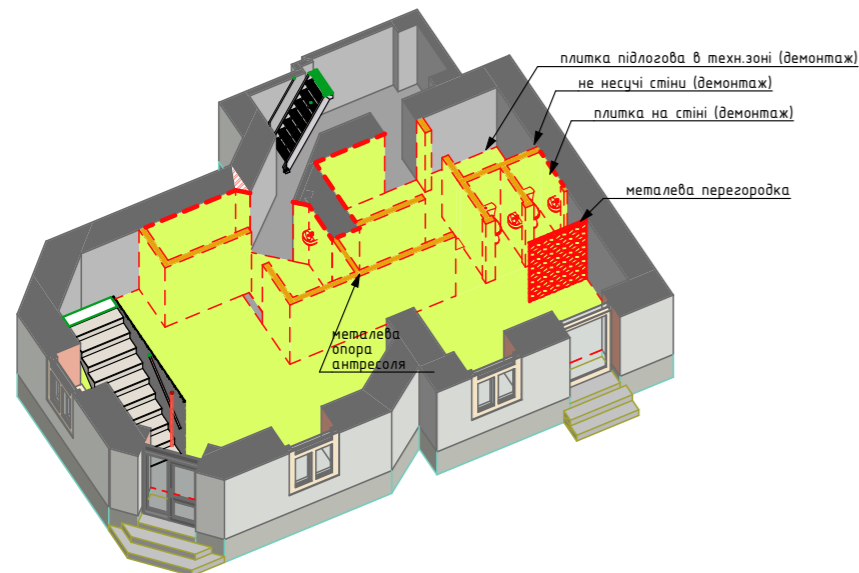 плитка підлогова в техн.зоні (демонтаж)
не несучі стіни (демонтаж)
плитка на стіні (демонтаж)
металева перегородка
металева
опора
антресоля